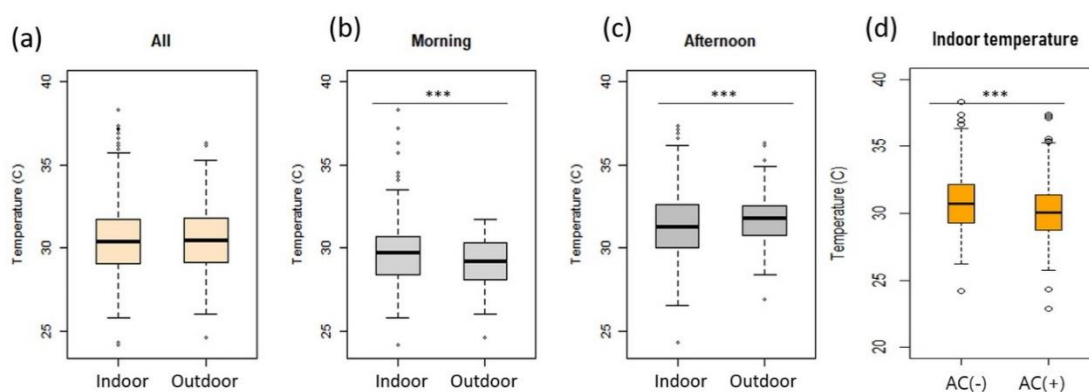 (a)
All
Temperature (C)
40
35
30
25
Indoor Outdoor
(b)
Morning
***
Temperature (C)
40
35
30
25
Indoor Outdoor
(c)
Afternoon
***
Temperature (C)
40
35
30
25
Indoor Outdoor
(d)
Indoor temperature
***
Temperature (C)
40
35
30
25
20
AC(-) AC(+)